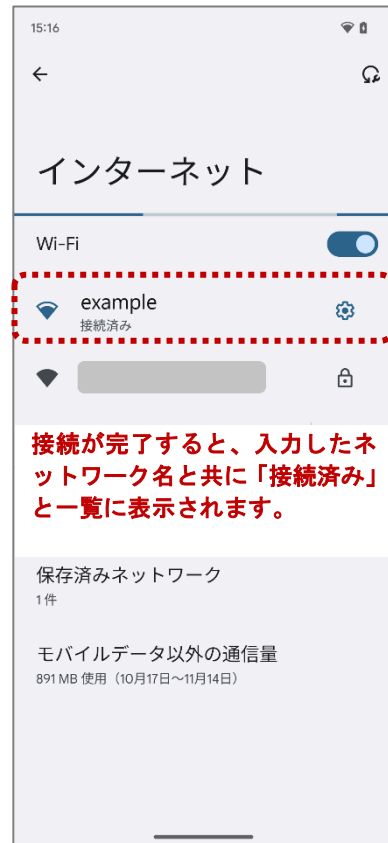 15:16
インターネット
Wi-Fi
example
接続済み
接続が完了すると、入力したネ
ットワーク名と共に「接続済み」
と一覧に表示されます。
保存済みネットワーク
1件
モバイルデータ以外の通信量
891 MB 使用（10月17日～11月14日）